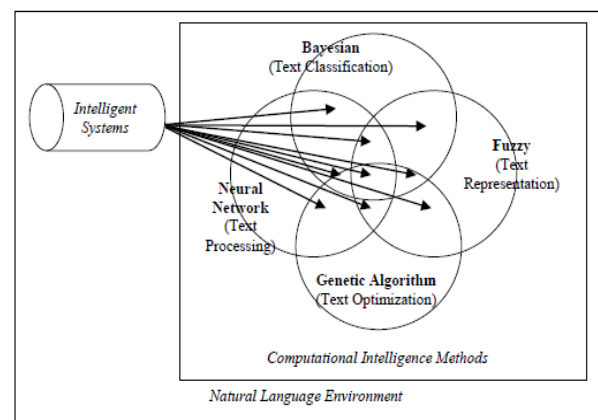 Bayesian
(Text Classification)
Intelligent
Systems
Fuzzy
(Text
Representation)
Neural
Network
(Text
Processing)
Genetic Algorithm
(Text Optimization)
Computational Intelligence Methods
Natural Language Environment